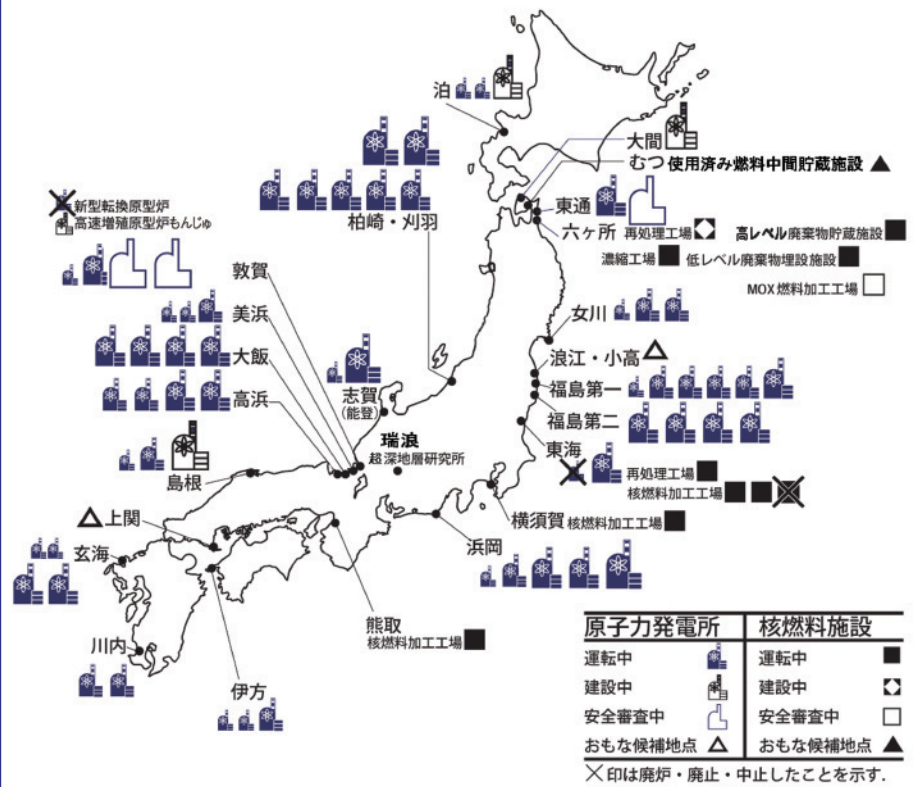 泊
大間
むつ 使用済み燃料中間貯蔵施設
東通
六ヶ所 再処理工場 高レベル廃棄物貯蔵施設
濃縮工場 低レベル廃棄物埋設施設
MOX燃料加工工場
柏崎・刈羽
新型転換原型炉
高速増殖原型炉もんじゅ
敦賀
美浜
大飯
高浜
志賀
(能登)
女川
浪江・小高
福島第一
福島第二
東海
再処理工場
核燃料加工工場
瑞浪
超深地層研究所
島根
横須賀 核燃料加工工場
上関
浜岡
玄海
熊取
核燃料加工工場
川内
伊方
原子力発電所 核燃料施設
運転中 運転中
建設中 建設中
安全審査中 安全審査中
おもな候補地点 おもな候補地点
×印は廃炉・廃止・中止したことを示す.